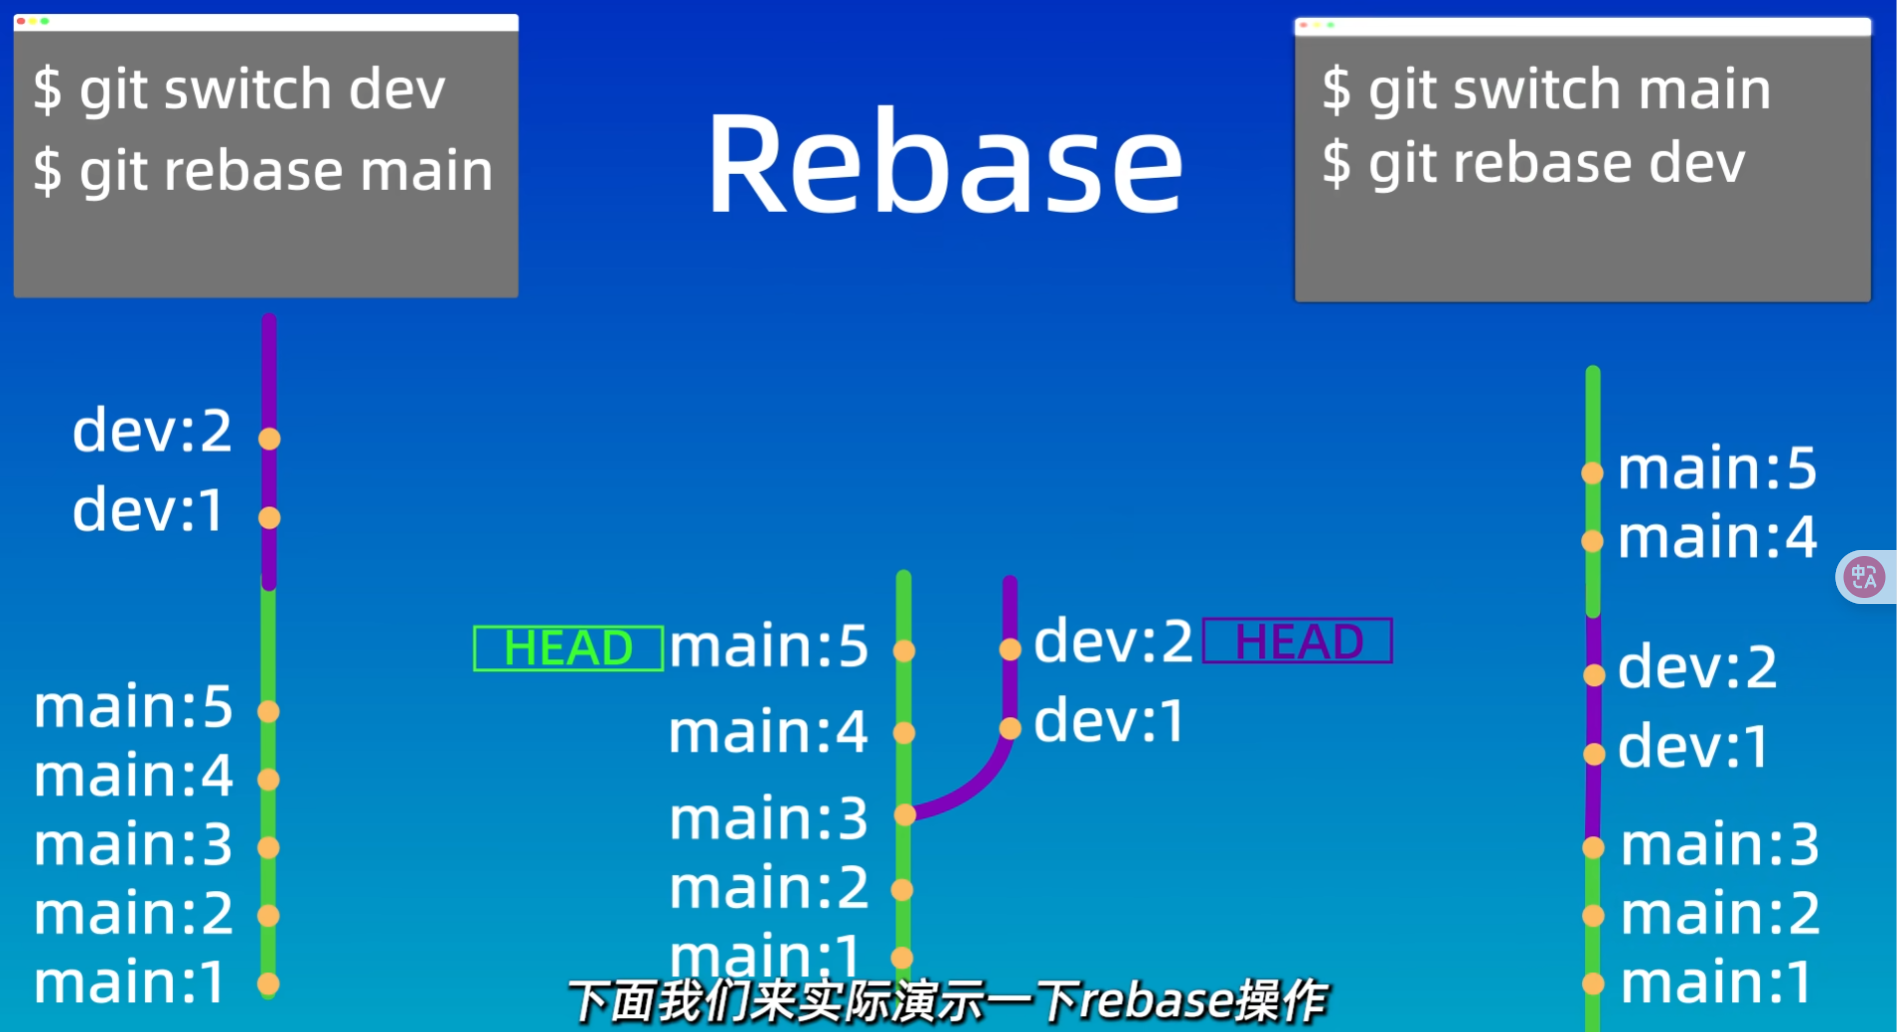 $ git switch dev
$ git rebase main
Rebase
$ git switch main
$ git rebase dev
dev:2
dev:1
main:5
main:4
main:3
main:2
main:1
HEAD main:5
main:4
main:3
main:2
main:1
dev:2 HEAD
dev:1
main:5
main:4
dev:2
dev:1
main:3
main:2
main:1
中 A
下面我们来实际演示一下rebase操作